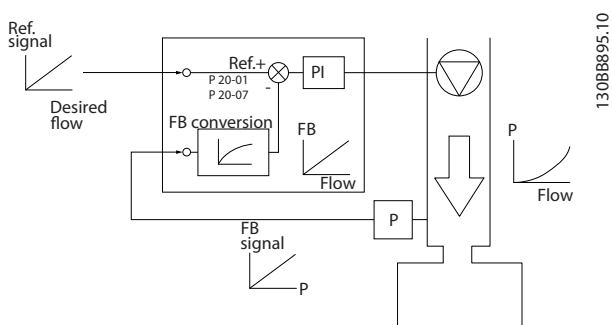 Ref.
signal
Desired
flow
Ref.+
P 20-01
P 20-07
-
PI
FB conversion
FB
Flow
P
FB
signal
P
P
Flow
130BB895.10